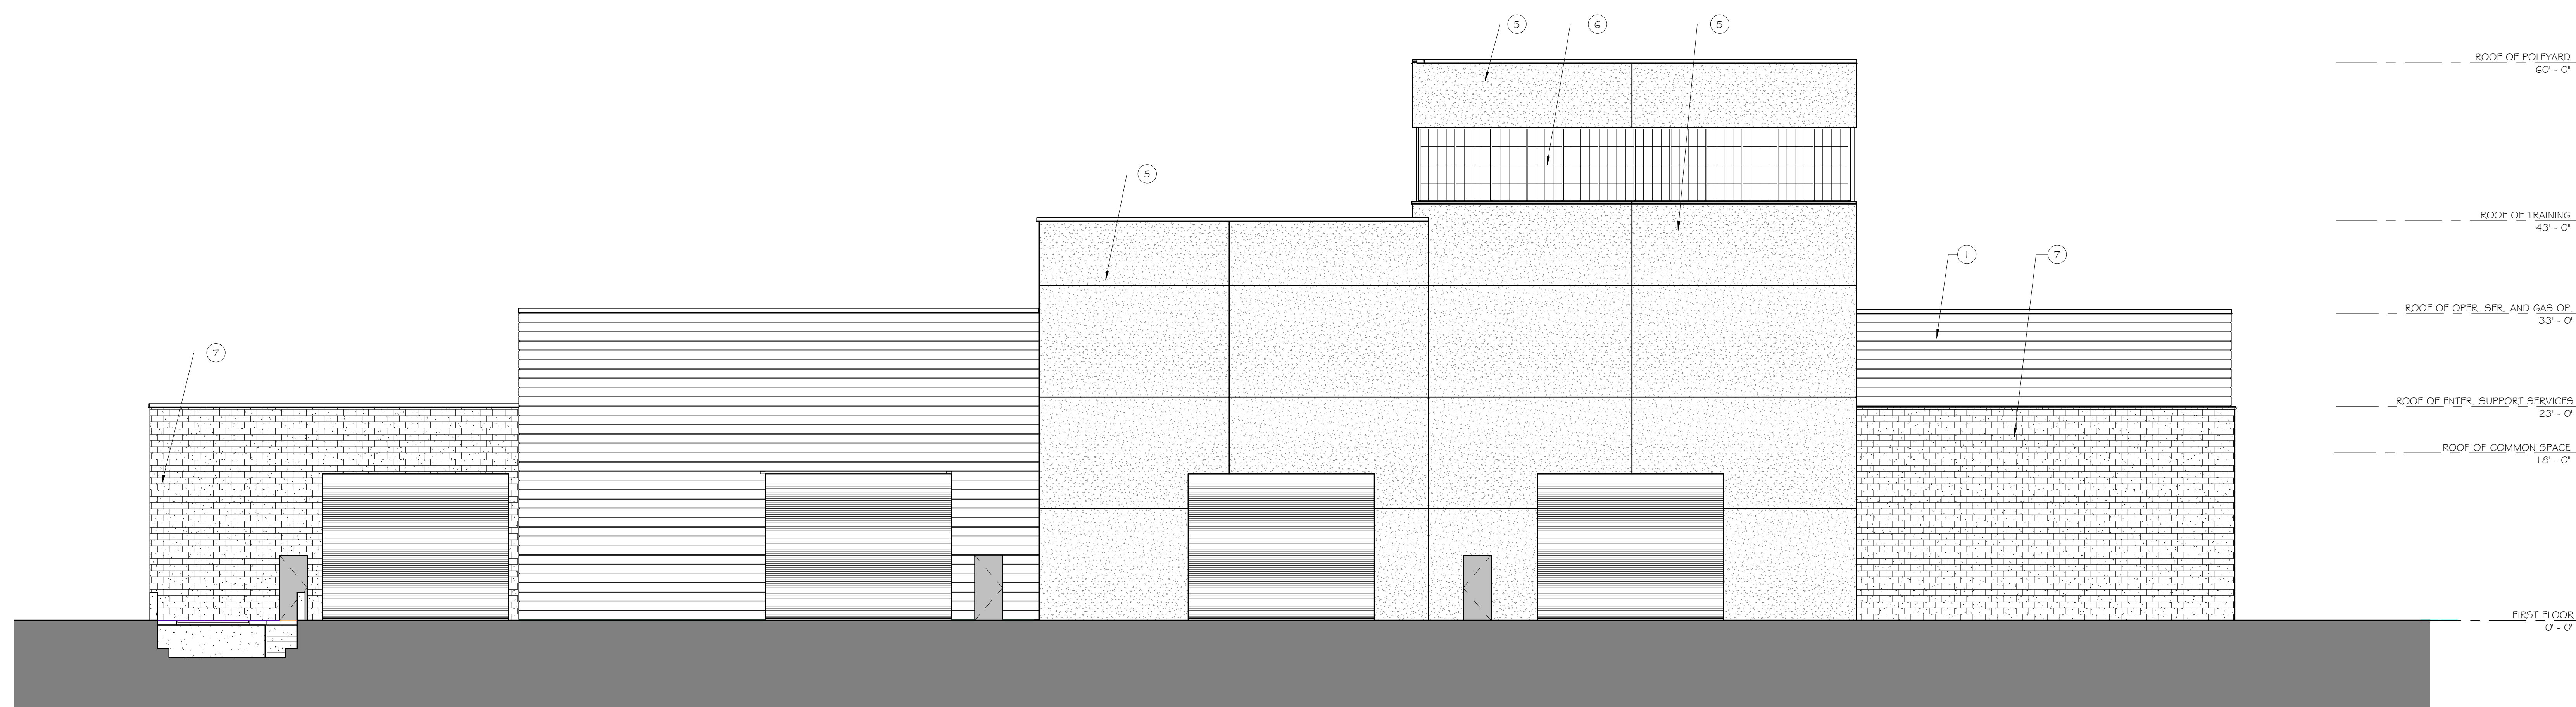 5
6
5
ROOF OF POLEYARD
60' - 0"
5
ROOF OF TRAINING
43' - 0"
1
7
ROOF OF OPER. SER. AND GAS OP.
33' - 0"
7
ROOF OF ENTER. SUPPORT SERVICES
23' - 0"
ROOF OF COMMON SPACE
18' - 0"
FIRST FLOOR
0' - 0"